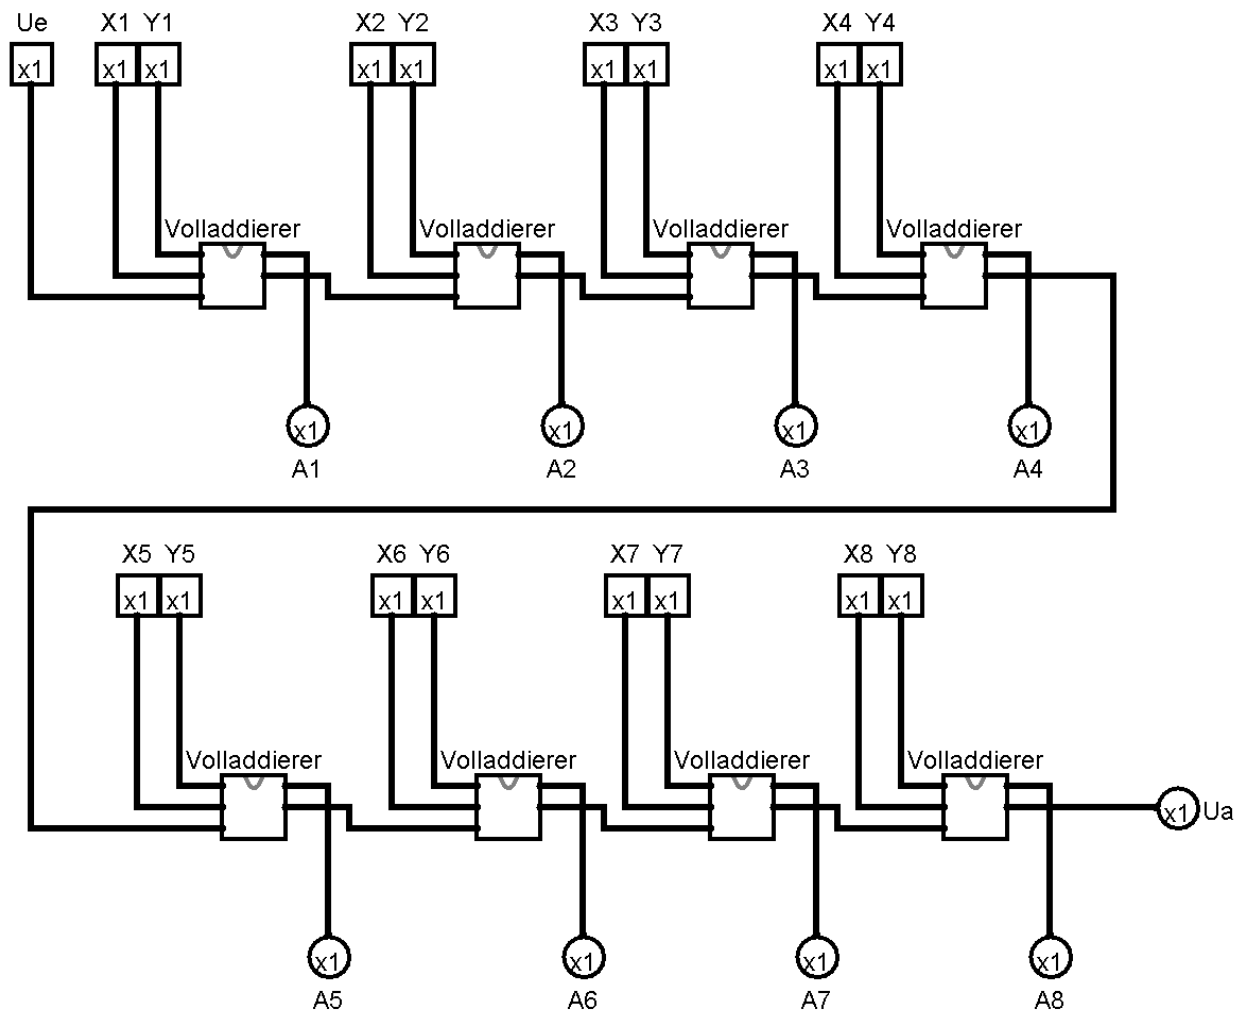 Ue X1 Y1 X2 Y2 X3 Y3 X4 Y4
x1 x1 x1 x1 x1 x1 x1 x1 x1
Volladdierer Volladdierer Volladdierer Volladdierer
x1 x1 x1 x1
A1 A2 A3 A4
X5 Y5 X6 Y6 X7 Y7 X8 Y8
x1 x1 x1 x1 x1 x1 x1 x1
Volladdierer Volladdierer Volladdierer Volladdierer
x1 Ua
x1 x1 x1 x1
A5 A6 A7 A8